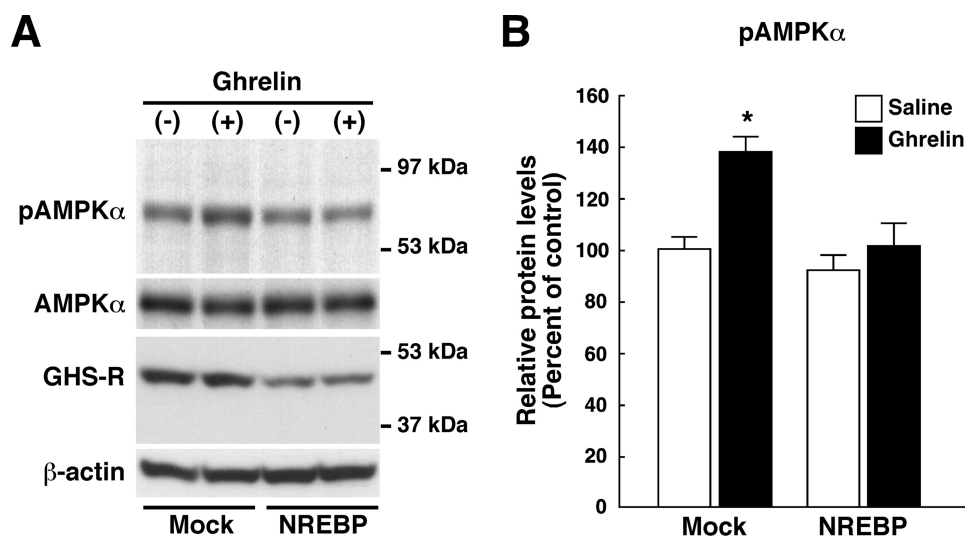 A
Ghrelin
(-) (+) (-) (+)
97 kDa
pAMPKα
53 kDa
AMPKα
53 kDa
GHS-R
37 kDa
β-actin
Mock NREBP
B
pAMPKα
Saline
Ghrelin
Relative protein levels
(Percent of control)
160
140
120
100
80
60
40
20
0
*
Mock NREBP